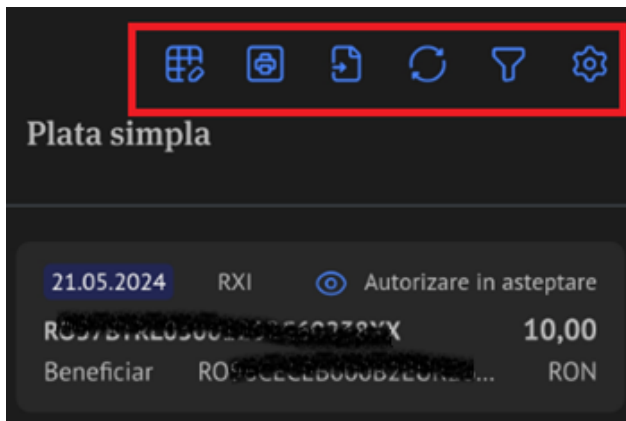 Plata simpla
21.05.2024 RXI Autorizare in asteptare
10,00
Beneficiar RON